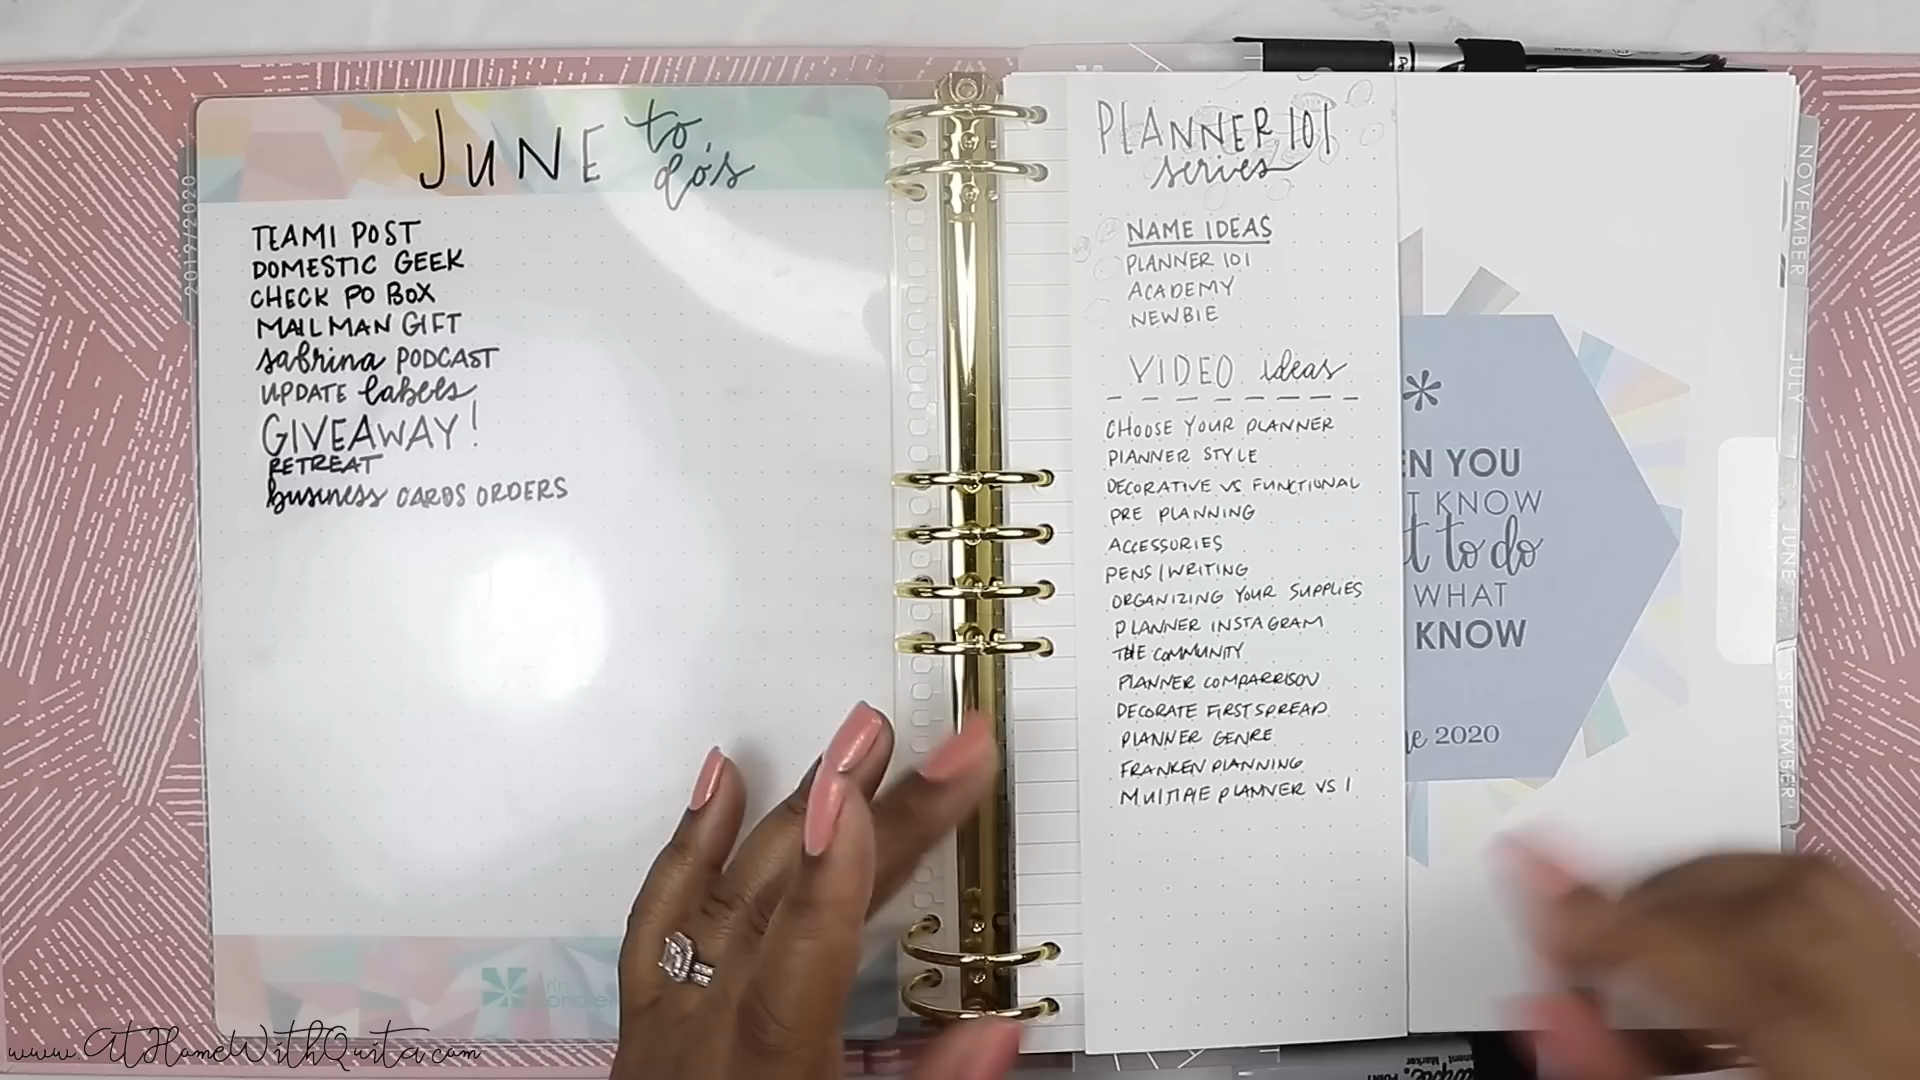 JUNE to do's
TEAMI POST
DOMESTIC GEEK
CHECK PO BOX
MAILMAN GIFT
sabrina PODCAST
UPDATE labels
GIVEAWAY!
RETREAT
business CARDS ORDERS
2019/2020
PLANNER 101
series
NAME IDEAS
PLANNER 101
ACADEMY
NEWBIE
VIDEO ideas
CHOOSE YOUR PLANNER
PLANNER STYLE
DECORATIVE VS FUNCTIONAL
PRE PLANNING
ACCESSORIES
PENS/WRITING
ORGANIZING YOUR SUPPLIES
PLANNER INSTAGRAM
THE COMMUNITY
PLANNER COMPARRISON
DECORATE FIRST SPREAD
PLANNER GENRE
FRANKEN PLANNING
MULTIPLE PLANNER VS 1
EN YOU
T KNOW
t to do
WHAT
KNOW
ne 2020
NOVEMBER
JULY
JUNE
SEPTEMBER
www.AtHomeWithQuita.com